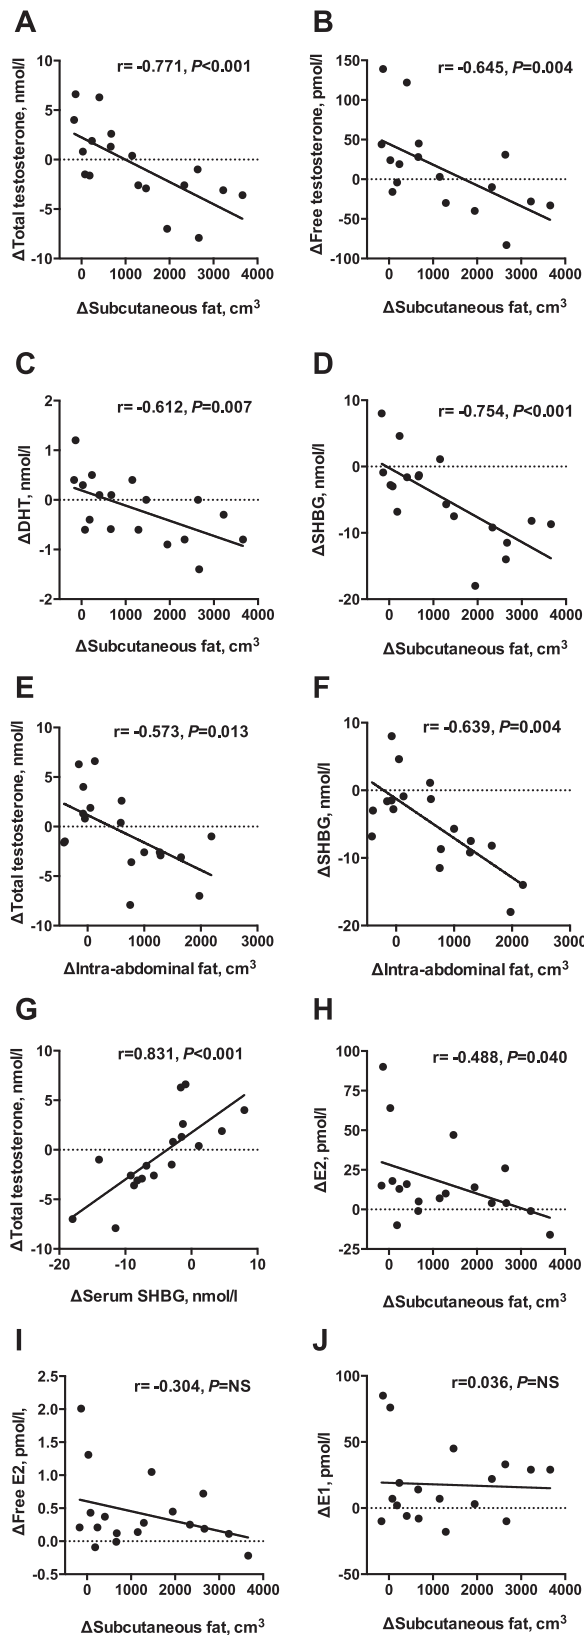 A
r= -0.771, P<0.001
ΔTotal testosterone, nmol/l
10
5
0
-5
-10
0 1000 2000 3000 4000
ΔSubcutaneous fat, cm³
B
r= -0.645, P=0.004
ΔFree testosterone, pmol/l
150
100
50
0
-50
-100
0 1000 2000 3000 4000
ΔSubcutaneous fat, cm³
C
r= -0.612, P=0.007
ΔDHT, nmol/l
2
1
0
-1
-2
0 1000 2000 3000 4000
ΔSubcutaneous fat, cm³
D
r= -0.754, P<0.001
ΔSHBG, nmol/l
10
0
-10
-20
0 1000 2000 3000 4000
ΔSubcutaneous fat, cm³
E
r= -0.573, P=0.013
ΔTotal testosterone, nmol/l
10
5
0
-5
-10
0 1000 2000 3000
ΔIntra-abdominal fat, cm³
F
r= -0.639, P=0.004
ΔSHBG, nmol/l
10
0
-10
-20
0 1000 2000 3000
ΔIntra-abdominal fat, cm³
G
r=0.831, P<0.001
ΔTotal testosterone, nmol/l
10
5
0
-5
-10
-20 -10 0 10
ΔSerum SHBG, nmol/l
H
r= -0.488, P=0.040
ΔE2, pmol/l
100
75
50
25
0
-25
0 1000 2000 3000 4000
ΔSubcutaneous fat, cm³
I
r= -0.304, P=NS
ΔFree E2, pmol/l,
2.5
2.0
1.5
1.0
0.5
0.0
-0.5
0 1000 2000 3000 4000
ΔSubcutaneous fat, cm³
J
r=0.036, P=NS
ΔE1, pmol/l
100
50
0
-50
0 1000 2000 3000 4000
ΔSubcutaneous fat, cm³